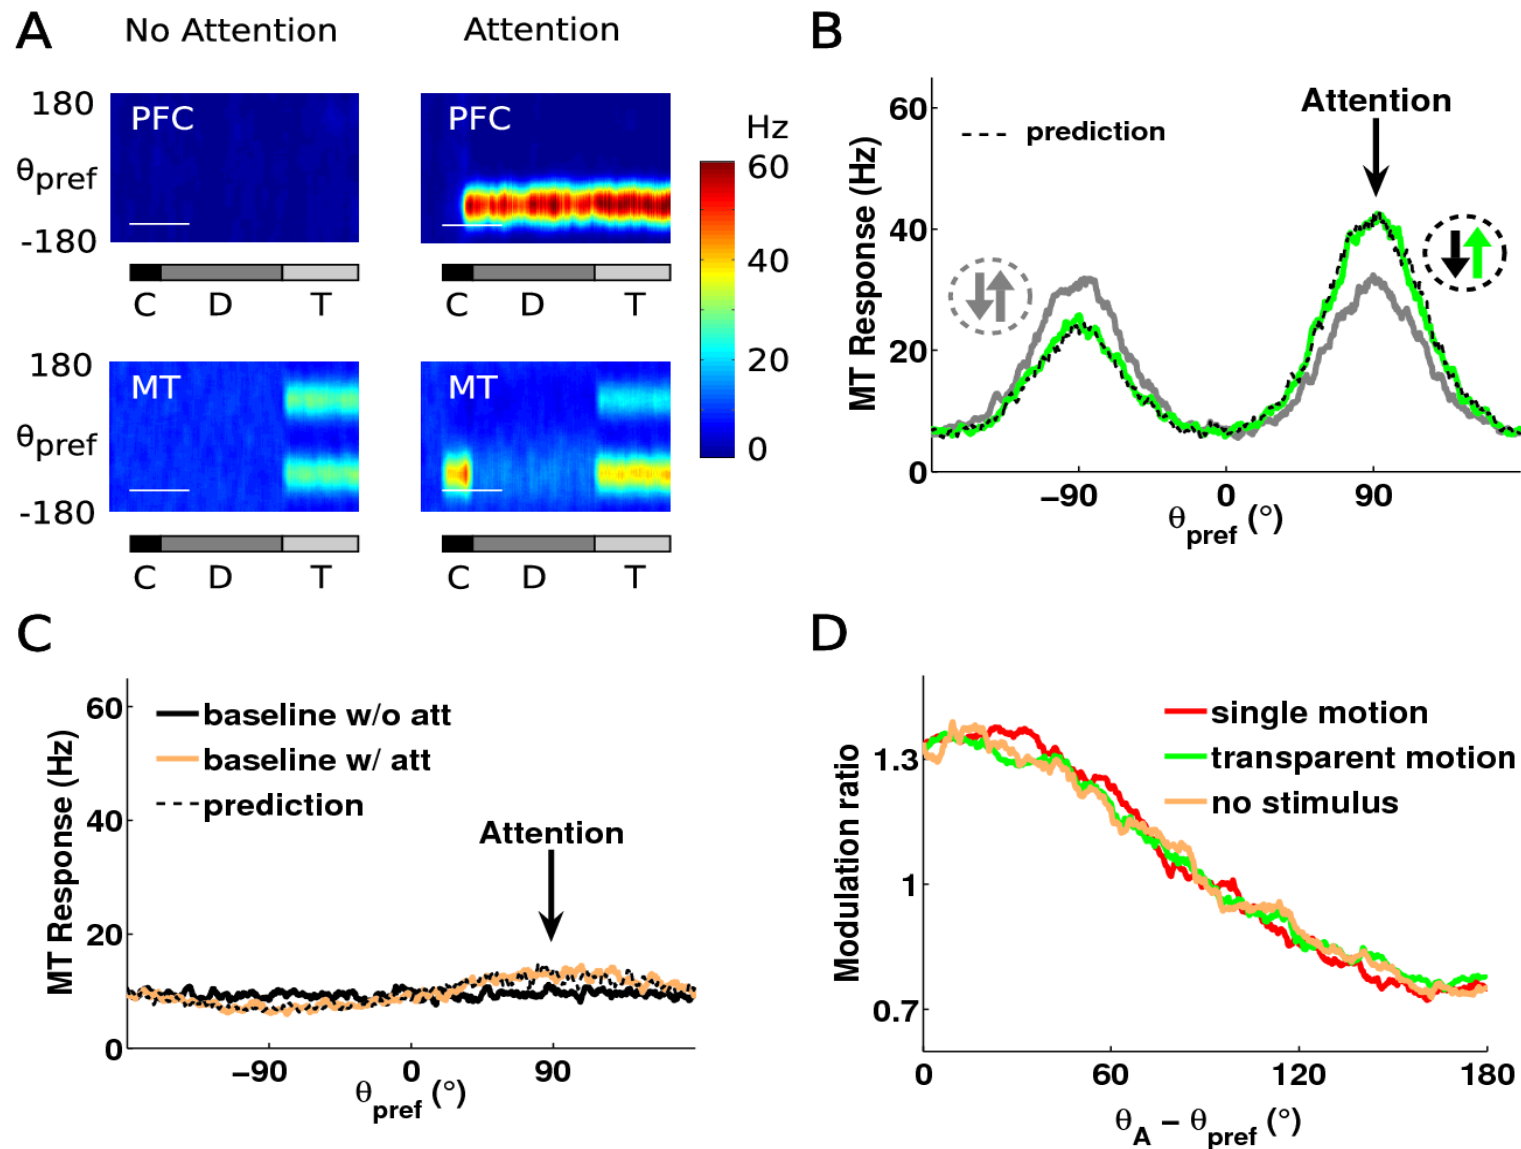 A
No Attention
Attention
180
PFC
θpref
-180
C D T
PFC
C D T
Hz
60
40
20
0
180
MT
θpref
-180
C D T
MT
C D T
B
60
40
20
0
MT Response (Hz)
prediction
Attention
−90 0 90
θpref (°)
C
60
40
20
0
MT Response (Hz)
baseline w/o att
baseline w/ att
prediction
Attention
−90 0 90
θpref (°)
D
1.3
1
0.7
Modulation ratio
single motion
transparent motion
no stimulus
0 60 120 180
θA − θpref (°)